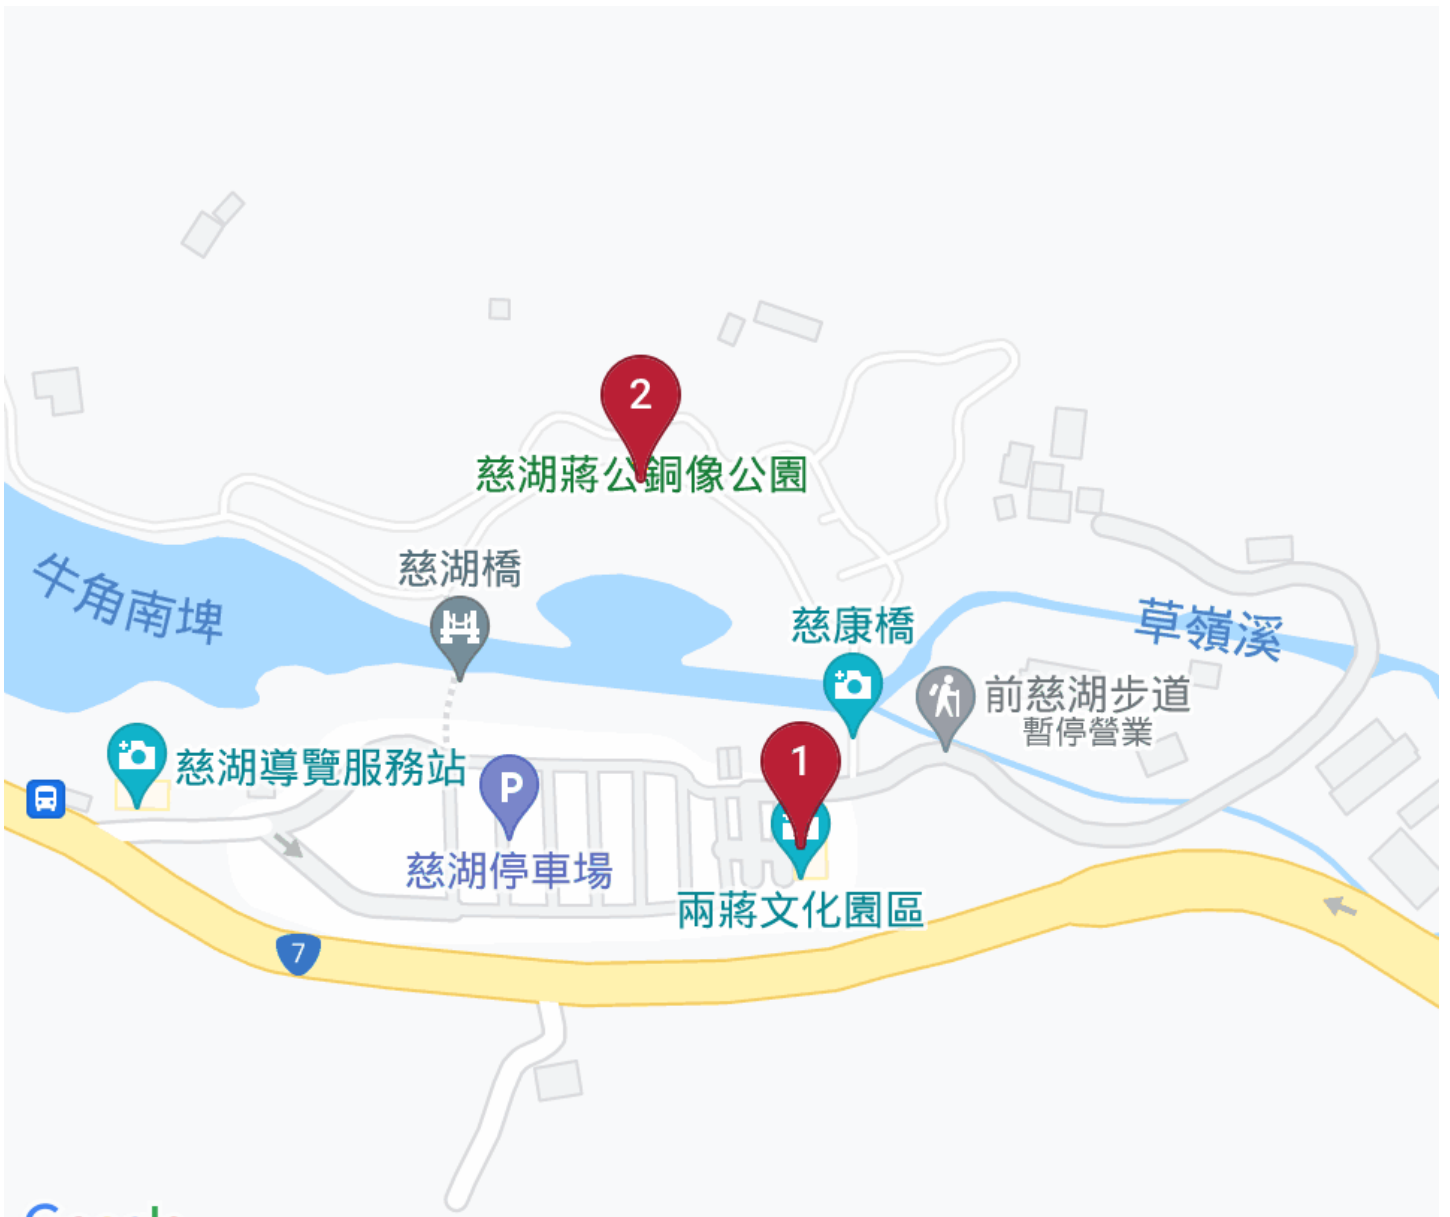 2
慈湖蔣公銅像公園
慈湖橋
牛角南埤
慈康橋
草嶺溪
前慈湖步道
暫停營業
1
慈湖導覽服務站
P
慈湖停車場
兩蔣文化園區
7
Google